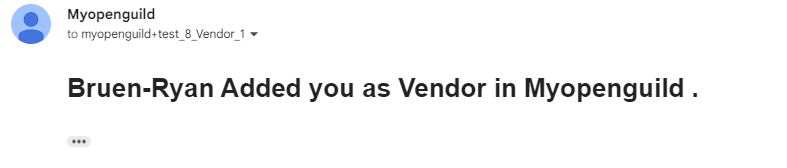 Myopenguild
to myopenguild+test_8_Vendor_1
Bruen-Ryan Added you as Vendor in Myopenguild .